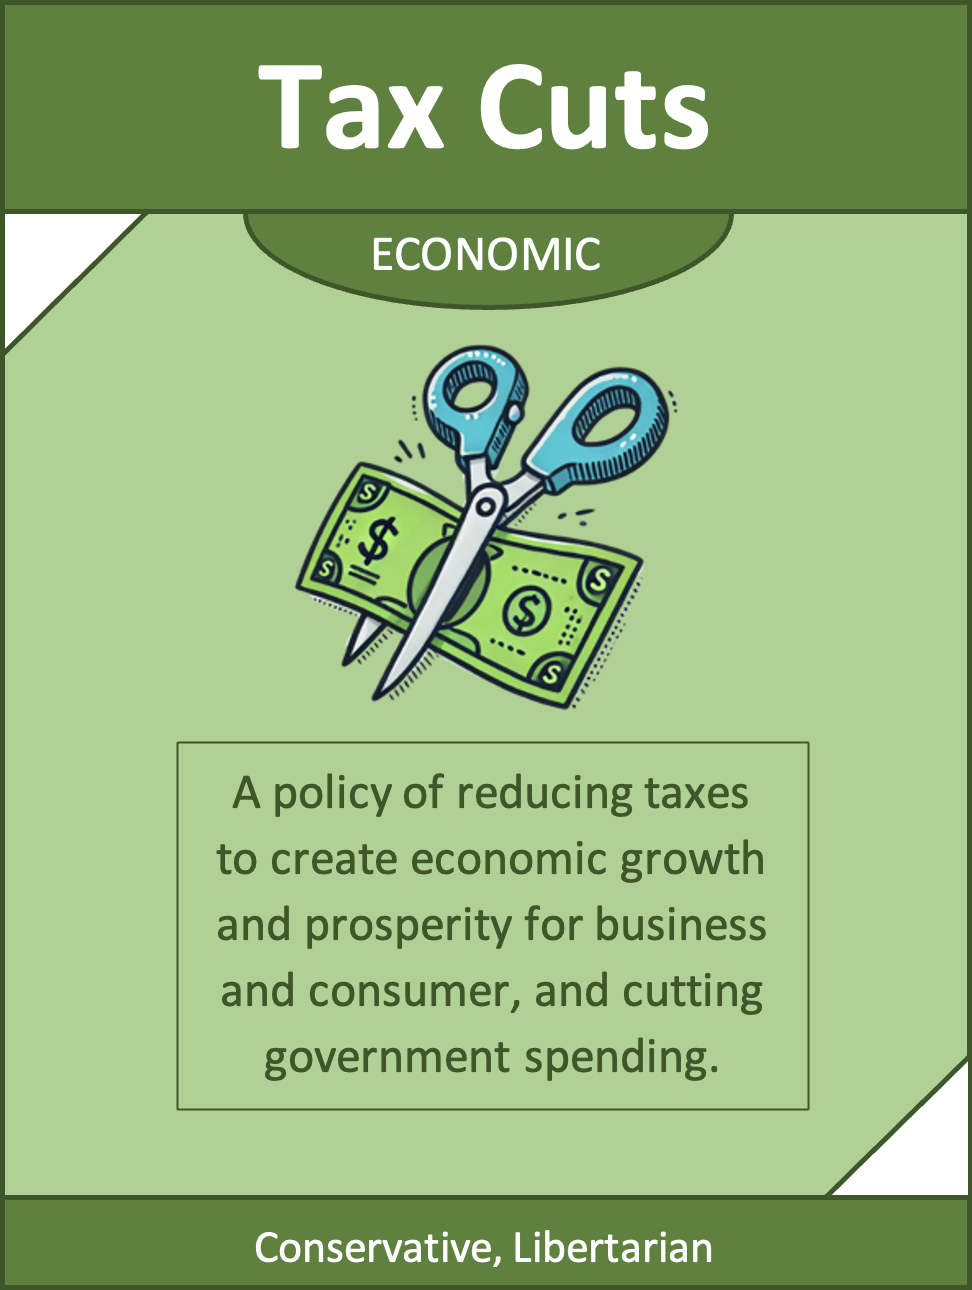 Tax Cuts
ECONOMIC
$
$
$
$
$
$
A policy of reducing taxes
to create economic growth
and prosperity for business
and consumer, and cutting
government spending.
Conservative, Libertarian